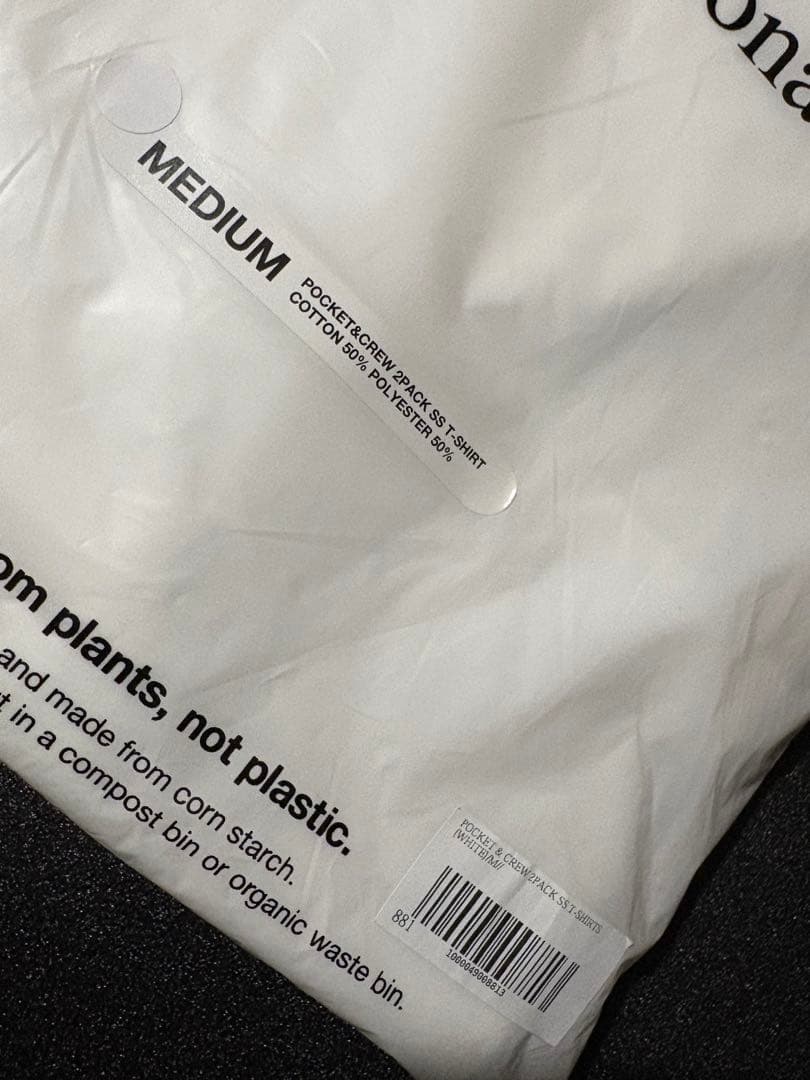 ona
MEDIUM
POCKET&CREW 2PACK SS T-SHIRT
COTTON 50% POLYESTER 50%
om plants, not plastic.
and made from corn starch.
t in a compost bin or organic waste bin.
POCKET & CREW2PACK SS T-SHIRTS
(WHITE)/M//
881
1000049008813